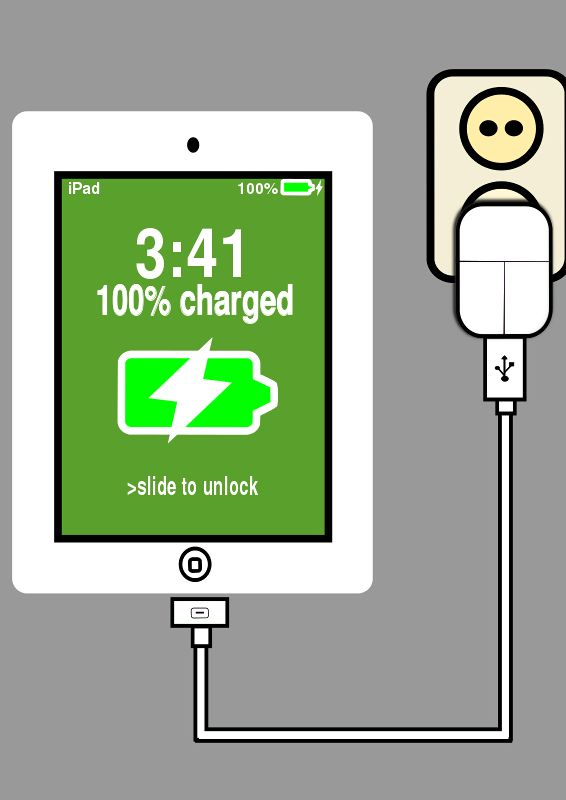 iPad 100%
3:41
100% charged
>slide to unlock